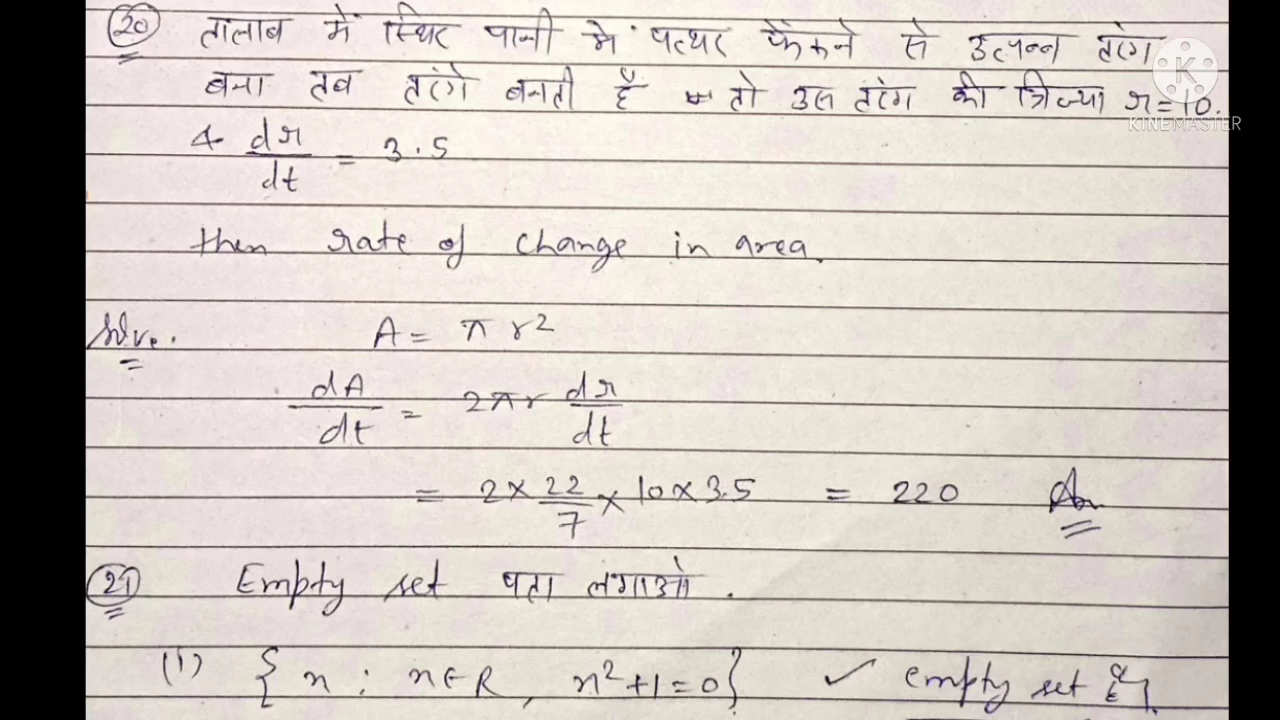 20 तालाब में स्थिर पानी में पत्थर फेंकने से उत्पन्न तरंग
बना तब तरंगे बनती है तो उस तरंग की त्रिज्या r = 10.
& dr/dt = 3.5
then rate of change in area.
Solve. A = πr²
dA/dt = 2πr dr/dt
= 2 × 22/7 × 10 × 3.5 = 220 Ans
21 Empty set पता लगाओ.
(i) {x : x ∈ R, x² + 1 = 0} ✓ empty set है।
K
KINEMASTER